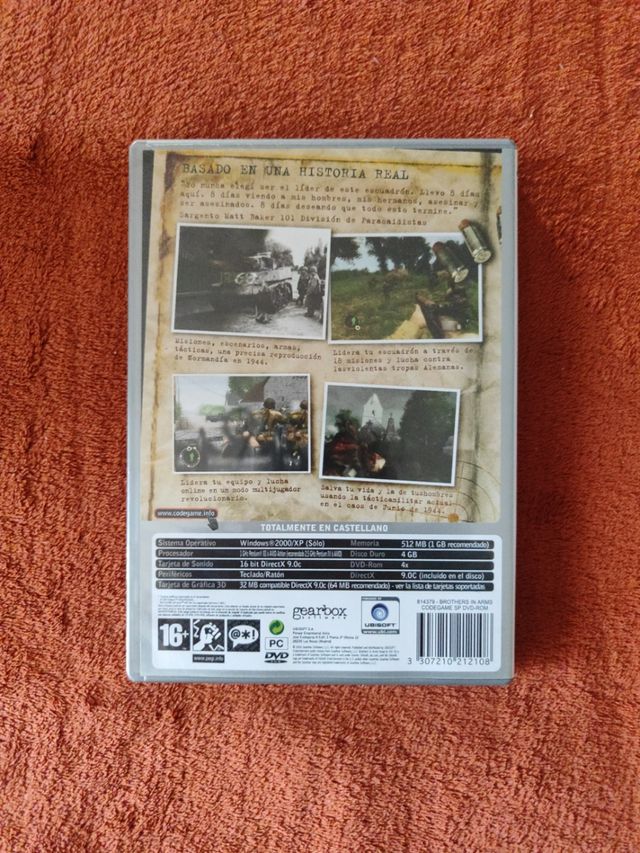 BASADO EN UNA HISTORIA REAL
"Yo nunca elegí ser el líder de este escuadrón. Llevo 8 días
aquí. 8 días viendo a mis hombres, mis hermanos, asesinar y
ser asesinados. 8 días deseando que todo esto termine."
Sargento Matt Baker 101 División de Paracaidistas
Misiones, escenarios, armas,
tácticas, una precisa reproducción
de Normandía en 1944.
Lidera tu escuadrón a través de
18 misiones y lucha contra
lasviolentas tropas Alemanas.
Lidera tu equipo y lucha
online en un modo multijugador
revolucionario.
Salva tu vida y la de tushombres
usando la tácticamilitar actual
en el caos de Junio de 1944.
www.codegame.info
TOTALMENTE EN CASTELLANO
Sistema Operativo Windows®2000/XP (Sólo) Memoria 512 MB (1 GB recomendado)
Procesador Disco Duro 4 GB
Tarjeta de Sonido 16 bit DirectX 9.0c DVD-Rom 4x
Periféricos Teclado/Ratón DirectX 9.0C (incluido en el disco)
Tarjeta de Gráfica 3D 32 MB compatible DirectX 9.0c (64 MB recomendado) - ver la lista de tarjetas soportadas
16+
www.pegi.info
@*!
PC
DVD
gearbox
software
UBISOFT S.A.
UBISOFT
www.ubi.com
814379 - BROTHERS IN ARMS
CODEGAME SP DVD-ROM
3 307210 212108